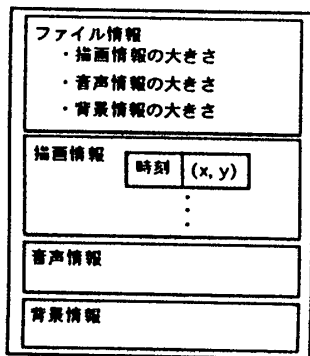 ファイル情報
・描画情報の大きさ
・音声情報の大きさ
・背景情報の大きさ
描画情報
時刻 (x, y)
音声情報
背景情報